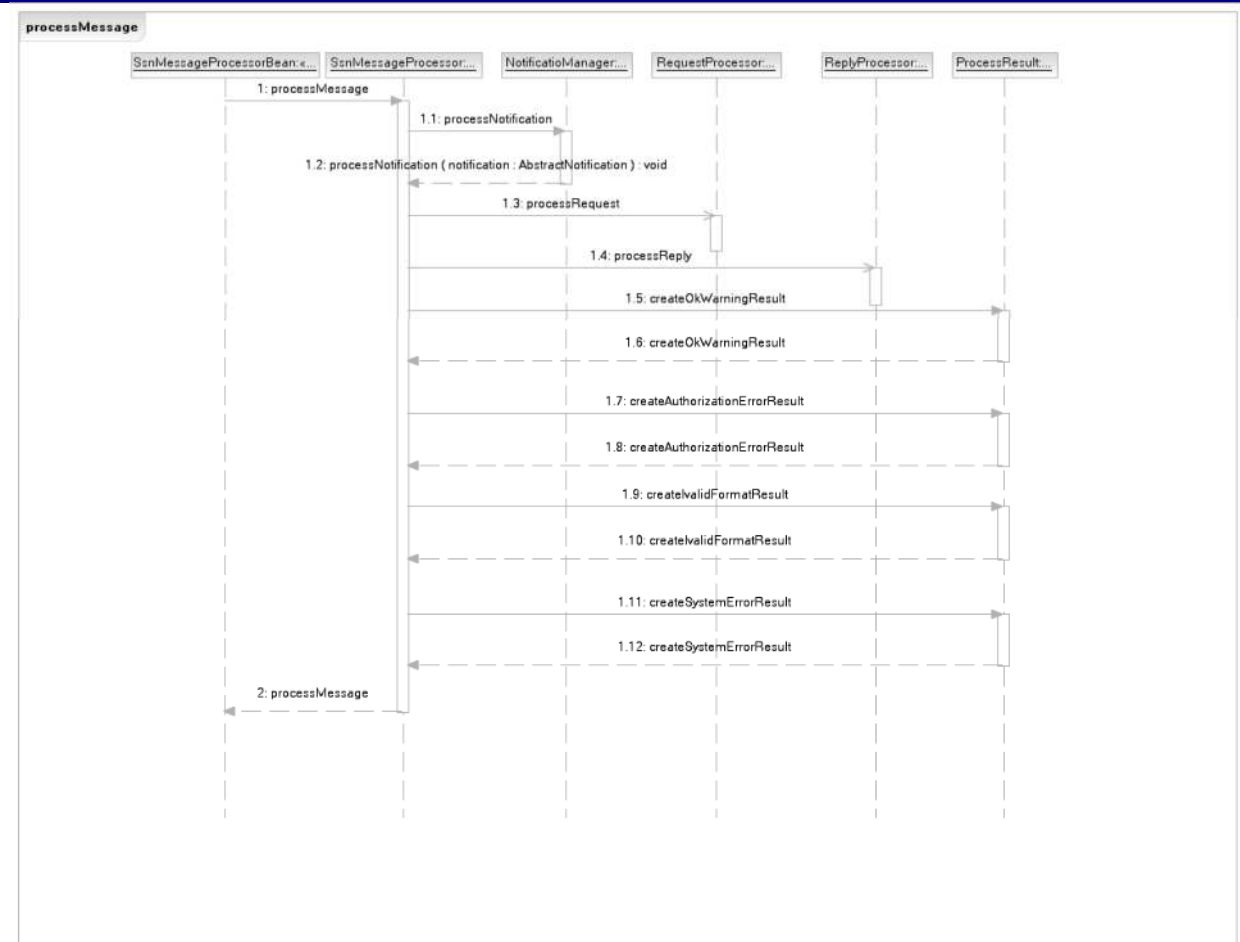 processMessage
SsnMessageProcessorBean:«... SsnMessageProcessor:... NotificatioManager:... RequestProcessor:... ReplyProcessor:... ProcessResult:...
1: processMessage
1.1: processNotification
1.2: processNotification ( notification : AbstractNotification ) : void
1.3: processRequest
1.4: processReply
1.5: createOkWarningResult
1.6: createOkWarningResult
1.7: createAuthorizationErrorResult
1.8: createAuthorizationErrorResult
1.9: createIvalidFormatResult
1.10: createIvalidFormatResult
1.11: createSystemErrorResult
1.12: createSystemErrorResult
2: processMessage